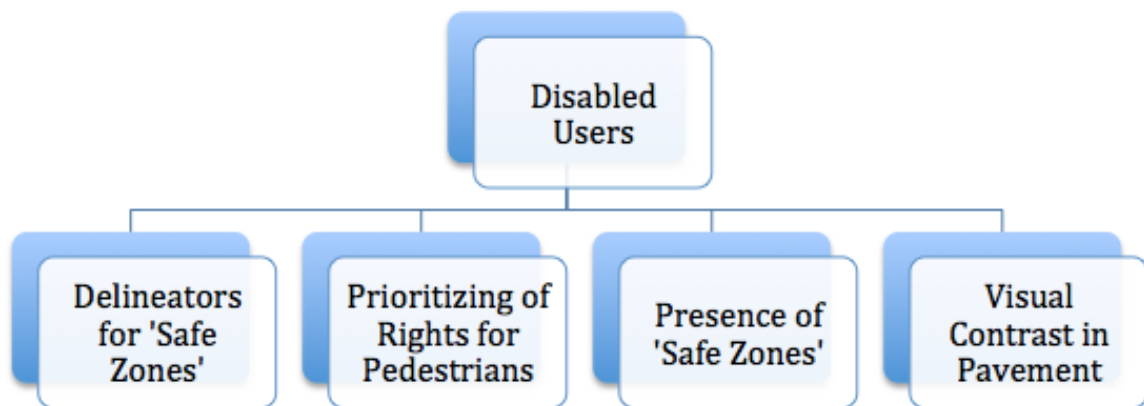 Disabled
Users
Delineators
for 'Safe
Zones'
Prioritizing of
Rights for
Pedestrians
Presence of
'Safe Zones'
Visual
Contrast in
Pavement